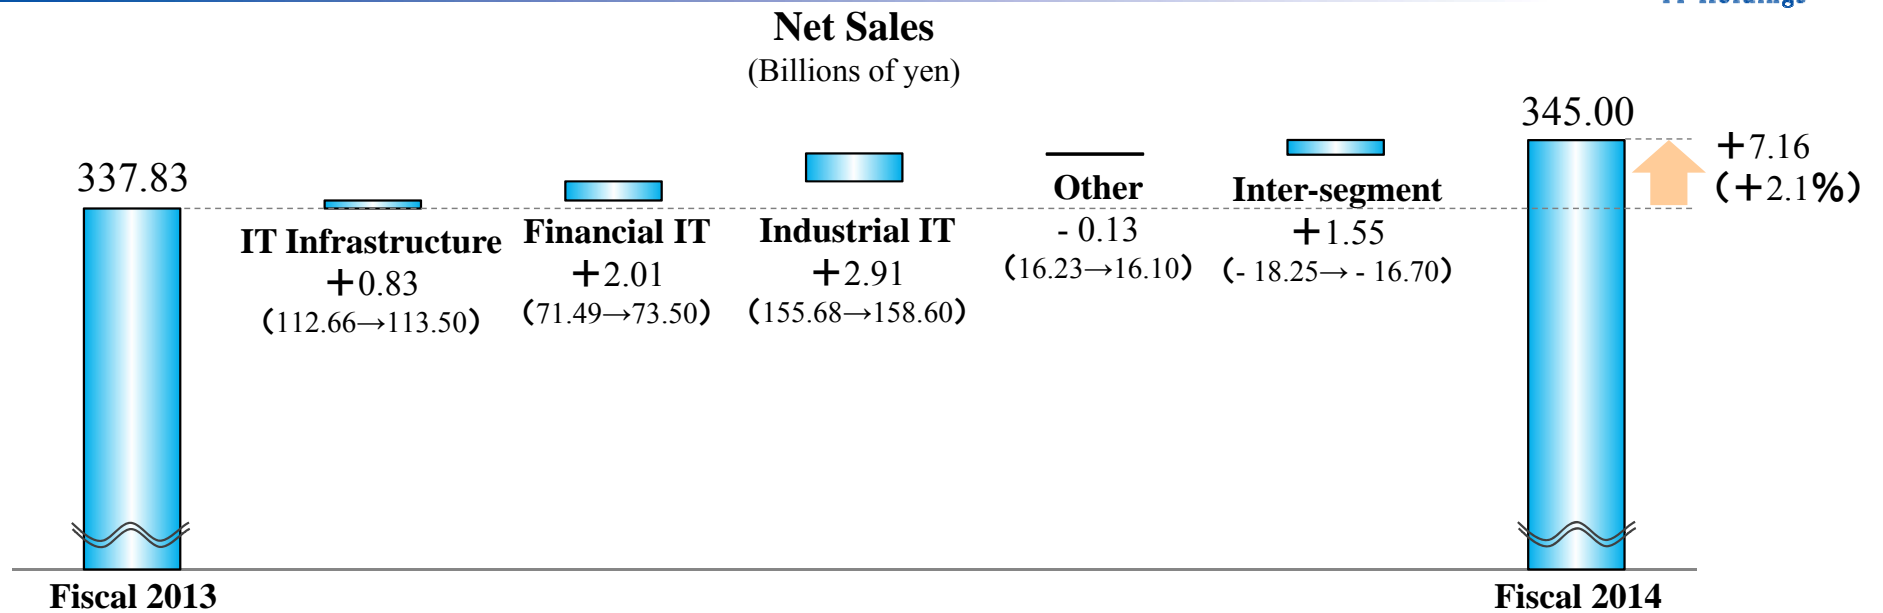 Net Sales
(Billions of yen)
337.83
IT Infrastructure
+0.83
(112.66→113.50)
Financial IT
+2.01
(71.49→73.50)
Industrial IT
+2.91
(155.68→158.60)
Other
- 0.13
(16.23→16.10)
Inter-segment
+1.55
(- 18.25→ - 16.70)
345.00
+7.16
(+2.1%)
Fiscal 2013
Fiscal 2014